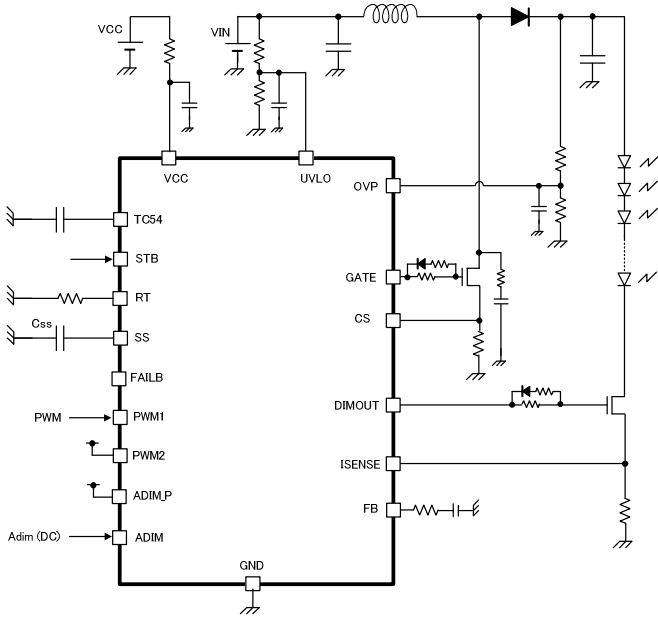 VCC
VIN
VCC
UVLO
OVP
TC54
STB
GATE
RT
CS
Css
SS
FAILB
DIMOUT
PWM
PWM1
PWM2
ISENSE
ADIM_P
FB
Adim (DC)
ADIM
GND